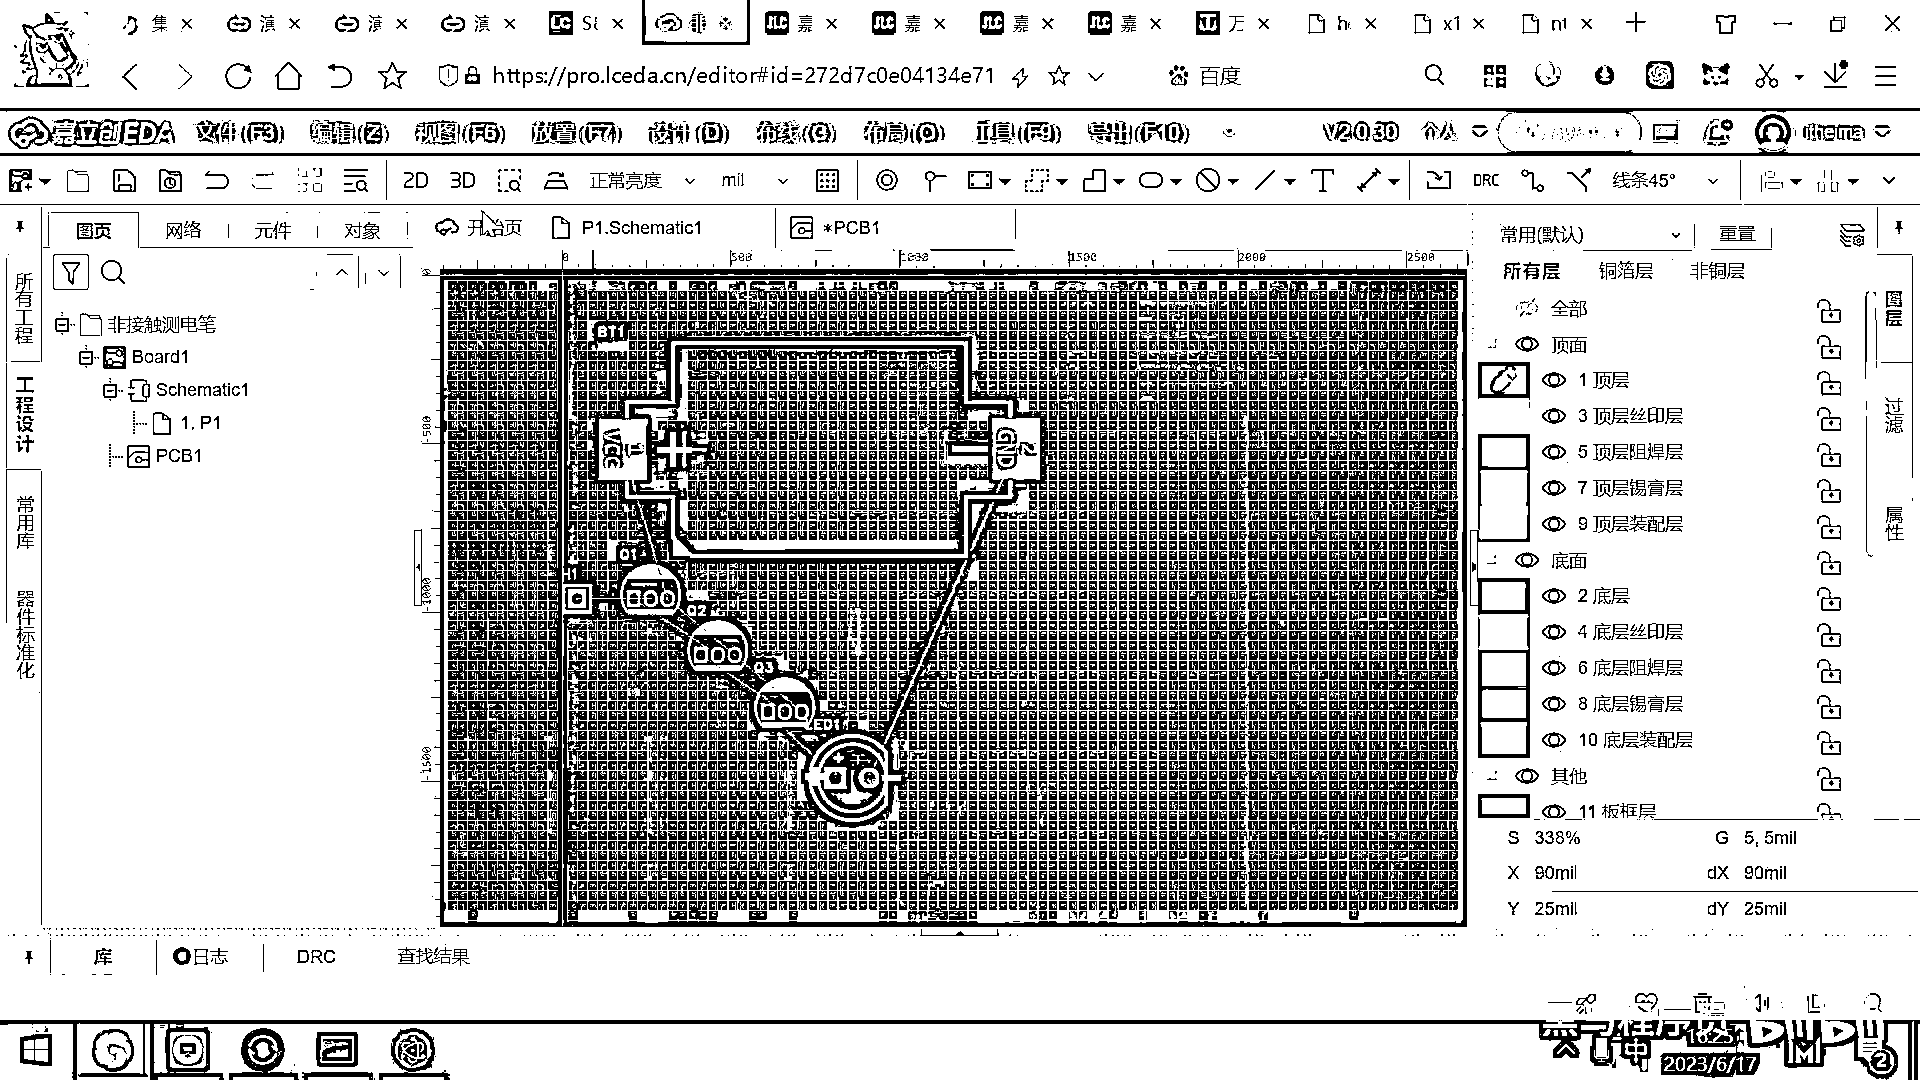 集 演 演 演 嘉 嘉 嘉 嘉 x1 nt
https://pro.lceda.cn/editor#id=272d7c0e04134e71 百度
嘉立创EDA 文件(F3) 编辑(Z) 视图(F6) 放置(F7) 设计(D) 布线(G) 布局(O) 工具(F9) 导出(F10) V2.0.30 个人 itheima
2D 3D 正常亮度 mil DRC 线条45°
图页 网络 元件 对象 开始页 P1.Schematic1 *PCB1 常用(默认) 重置
0 500 1000 1500 2000 2500
所有层 铜箔层 非铜层
所有工程
工程设计
常用库
器件标准化
非接触测电笔
Board1
Schematic1
1. P1
PCB1
-500
-1000
-1500
BT1
VCC 1
GND 2
Q1
Q2
Q3
全部
顶面
1 顶层
3 顶层丝印层
5 顶层阻焊层
7 顶层锡膏层
9 顶层装配层
底面
2 底层
4 底层丝印层
6 底层阻焊层
8 底层锡膏层
10 底层装配层
其他
11 板框层
图层
过滤
属性
S 338% G 5, 5mil
X 90mil dX 90mil
Y 25mil dY 25mil
库 日志 DRC 查找结果
中
2023/6/17
2